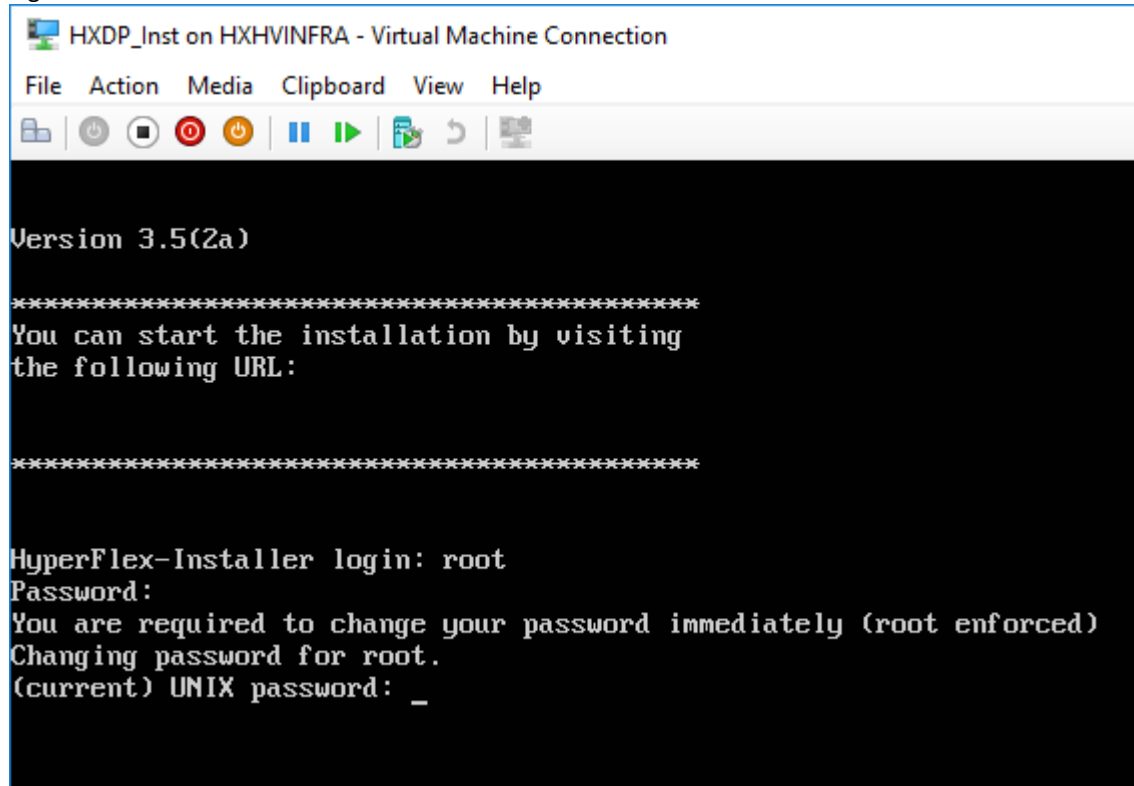 HXDP_Inst on HXHVINFRA - Virtual Machine Connection
File Action Media Clipboard View Help
Version 3.5(2a)
*******************************************
You can start the installation by visiting
the following URL:
*******************************************
HyperFlex-Installer login: root
Password:
You are required to change your password immediately (root enforced)
Changing password for root.
(current) UNIX password: _